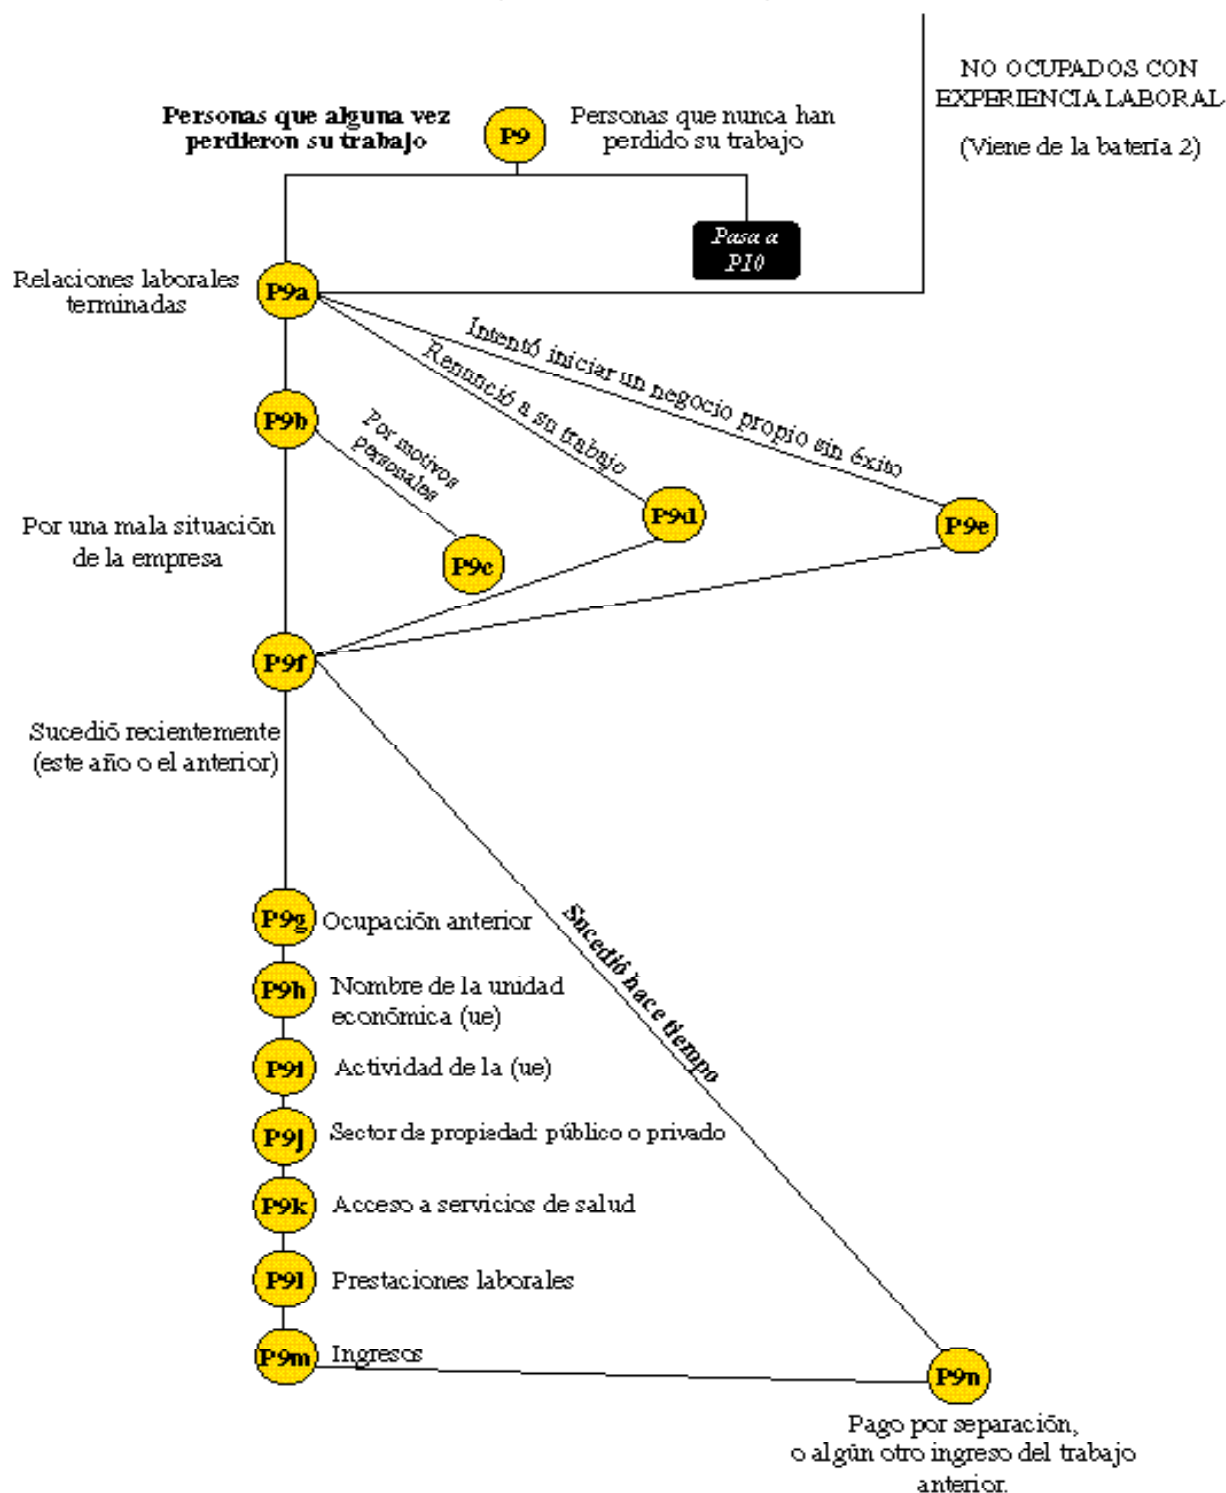 NO OCUPADOS CON
EXPERIENCIA LABORAL
(Viene de la batería 2)
Personas que alguna vez
perdieron su trabajo
P9
Personas que nunca han
perdido su trabajo
Pasa a
P10
Relaciones laborales
terminadas
P9a
Intentó iniciar un negocio propio sin éxito
Renunció a su trabajo
P9b
Por motivos
personales
Por una mala situación
de la empresa
P9c
P9d
P9e
P9f
Sucedió recientemente
(este año o el anterior)
Sucedió hace tiempo
P9g
Ocupación anterior
P9h
Nombre de la unidad
económica (ue)
P9i
Actividad de la (ue)
P9j
Sector de propiedad: público o privado
P9k
Acceso a servicios de salud
P9l
Prestaciones laborales
P9m
Ingresos
P9n
Pago por separación,
o algún otro ingreso del trabajo
anterior.